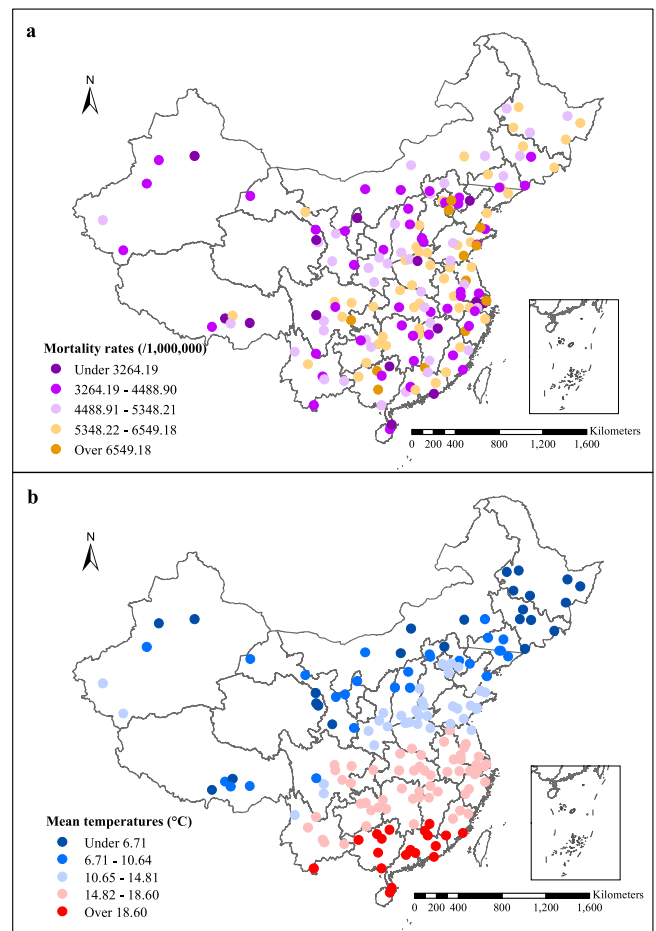 a
N
Mortality rates (/1,000,000)
Under 3264.19
3264.19 - 4488.90
4488.91 - 5348.21
5348.22 - 6549.18
Over 6549.18
Kilometers
0 100 200 400 800 1,200 1,600
b
N
Mean temperatures (°C)
Under 6.71
6.71 - 10.64
10.65 - 14.81
14.82 - 18.60
Over 18.60
Kilometers
0 100 200 400 800 1,200 1,600